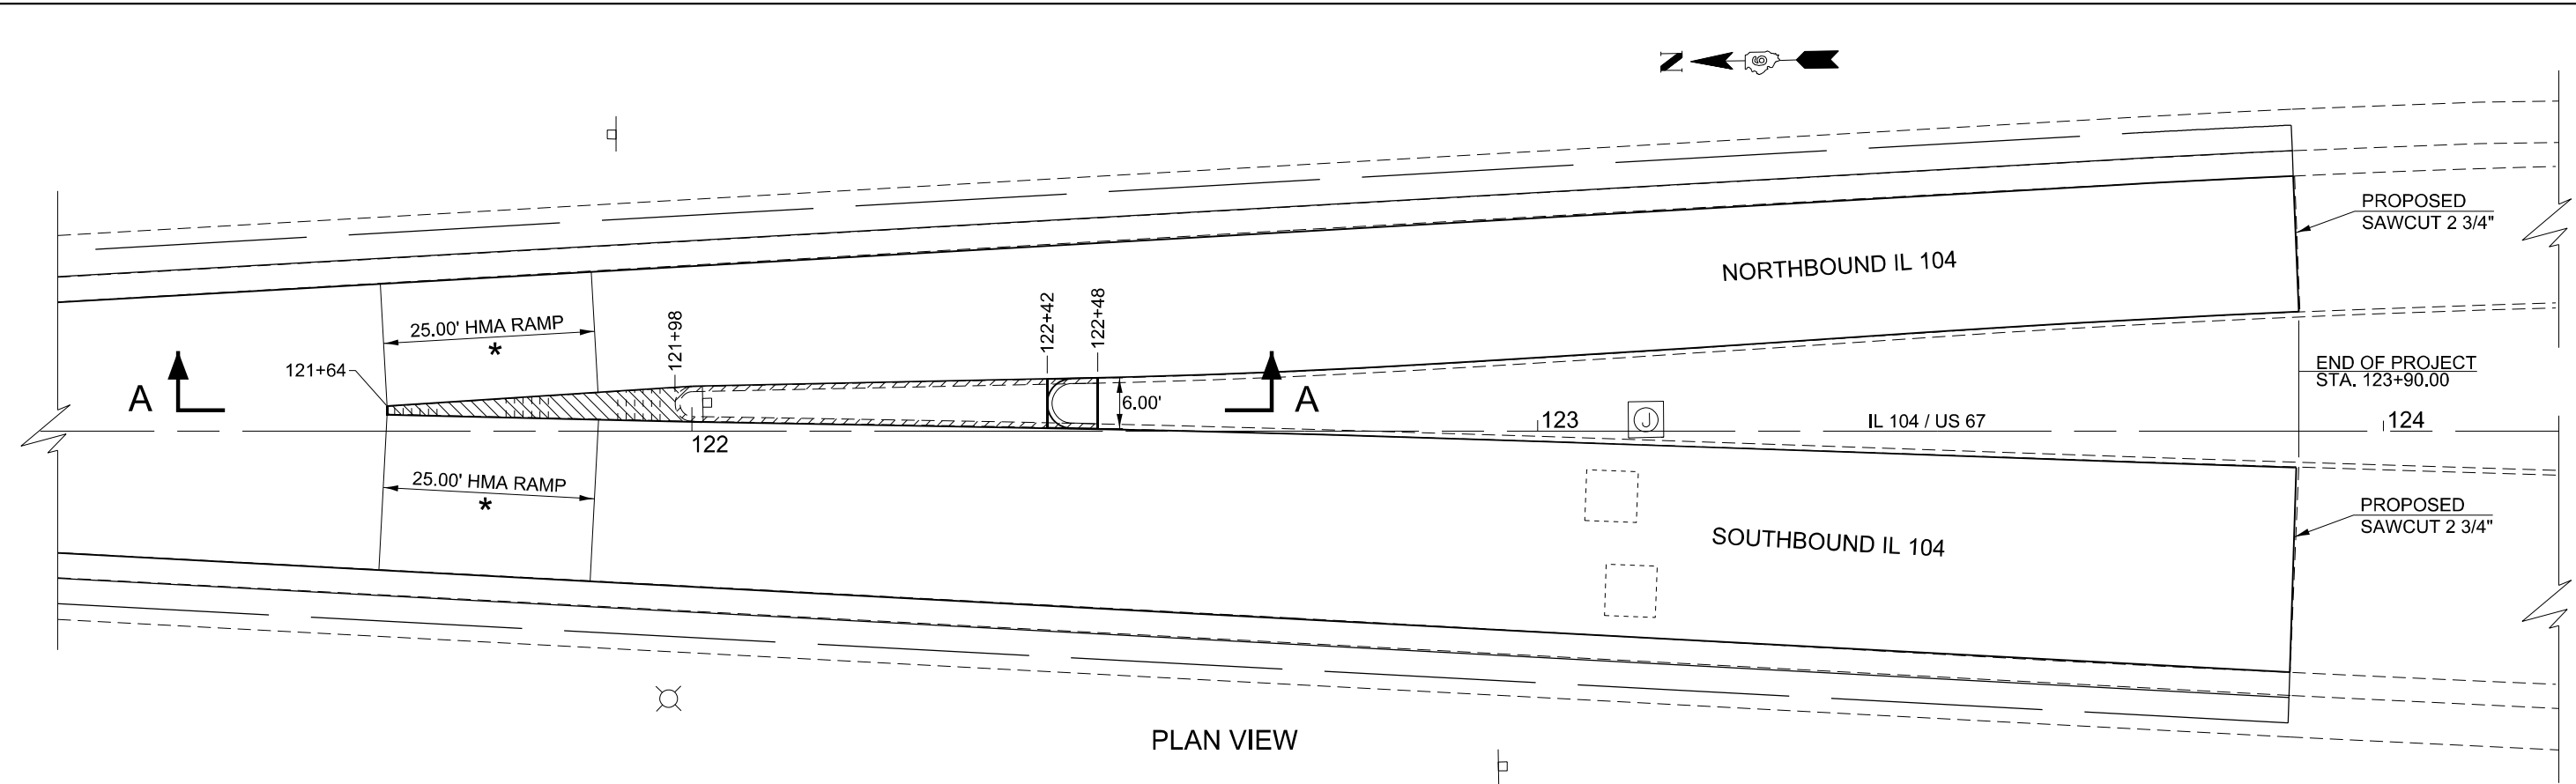 N
6
PROPOSED
SAWCUT 2 3/4"
NORTHBOUND IL 104
25.00' HMA RAMP
*
121+98
122+42
122+48
121+64
A
A
6.00'
END OF PROJECT
STA. 123+90.00
122
123
J
IL 104 / US 67
124
25.00' HMA RAMP
*
PROPOSED
SAWCUT 2 3/4"
SOUTHBOUND IL 104
PLAN VIEW